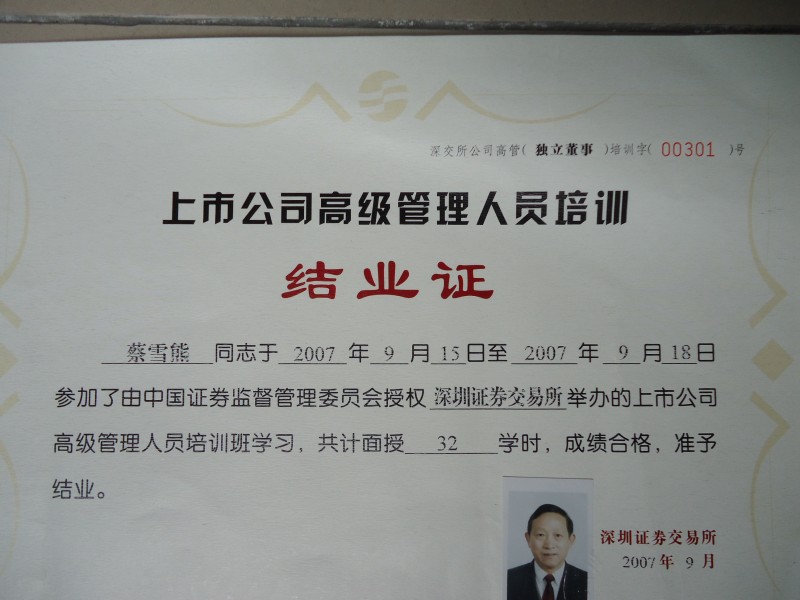 深交所公司高管( 独立董事 )培训字( 00301 )号
上市公司高级管理人员培训
结业证
蔡雪熊 同志于 2007 年 9 月 15 日至 2007 年 9 月 18 日
参加了由中国证券监督管理委员会授权 深圳证券交易所 举办的上市公司
高级管理人员培训班学习，共计面授 32 学时，成绩合格，准予
结业。
深圳证券交易所
2007 年 9 月